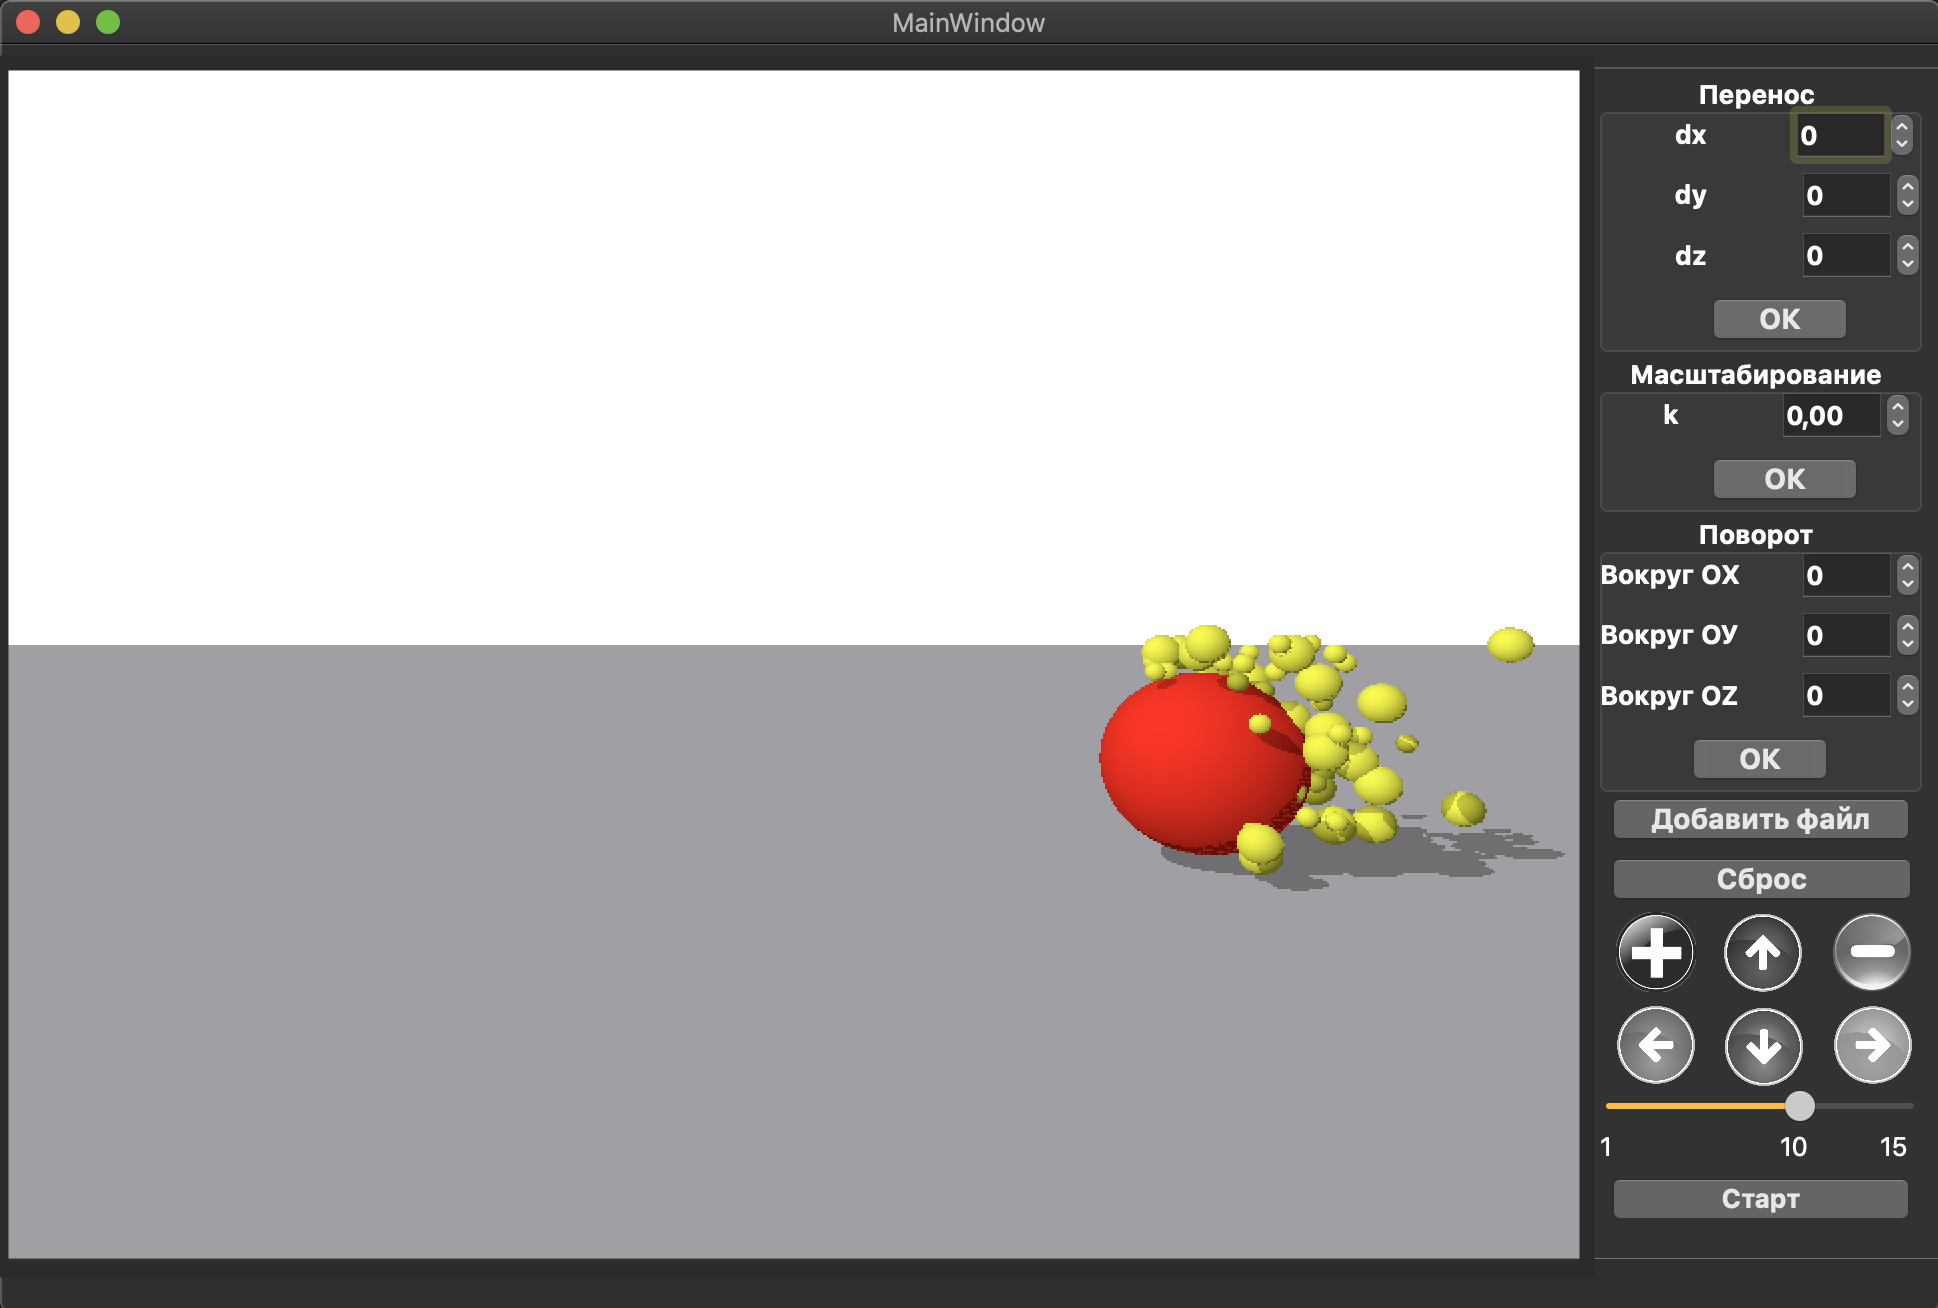 MainWindow
Перенос
dx 0
dy 0
dz 0
OK
Масштабирование
k 0,00
OK
Поворот
Вокруг OX 0
Вокруг OУ 0
Вокруг OZ 0
OK
Добавить файл
Сброс
1 10 15
Старт